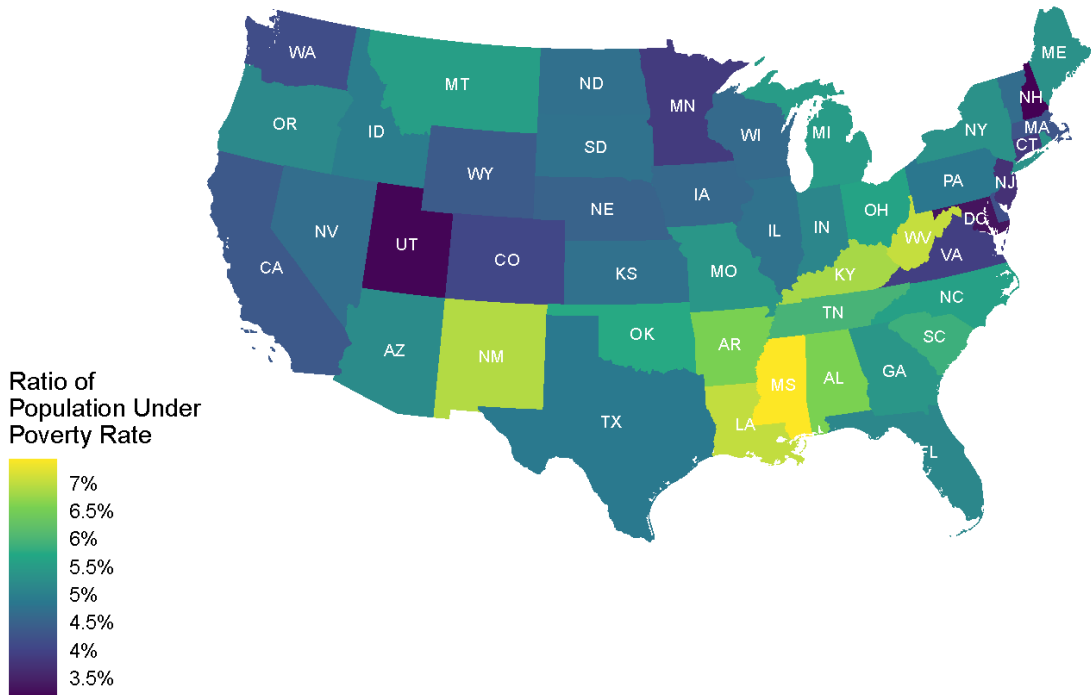 WA
MT
ND
MN
ME
OR
ID
SD
WI
MI
NY
NH
MA
CT
WY
IA
PA
NJ
NE
NV
UT
CO
KS
IL
IN
OH
DC
WV
VA
CA
MO
KY
NC
TN
AZ
NM
OK
AR
SC
MS
AL
GA
TX
LA
FL
Ratio of
Population Under
Poverty Rate
7%
6.5%
6%
5.5%
5%
4.5%
4%
3.5%